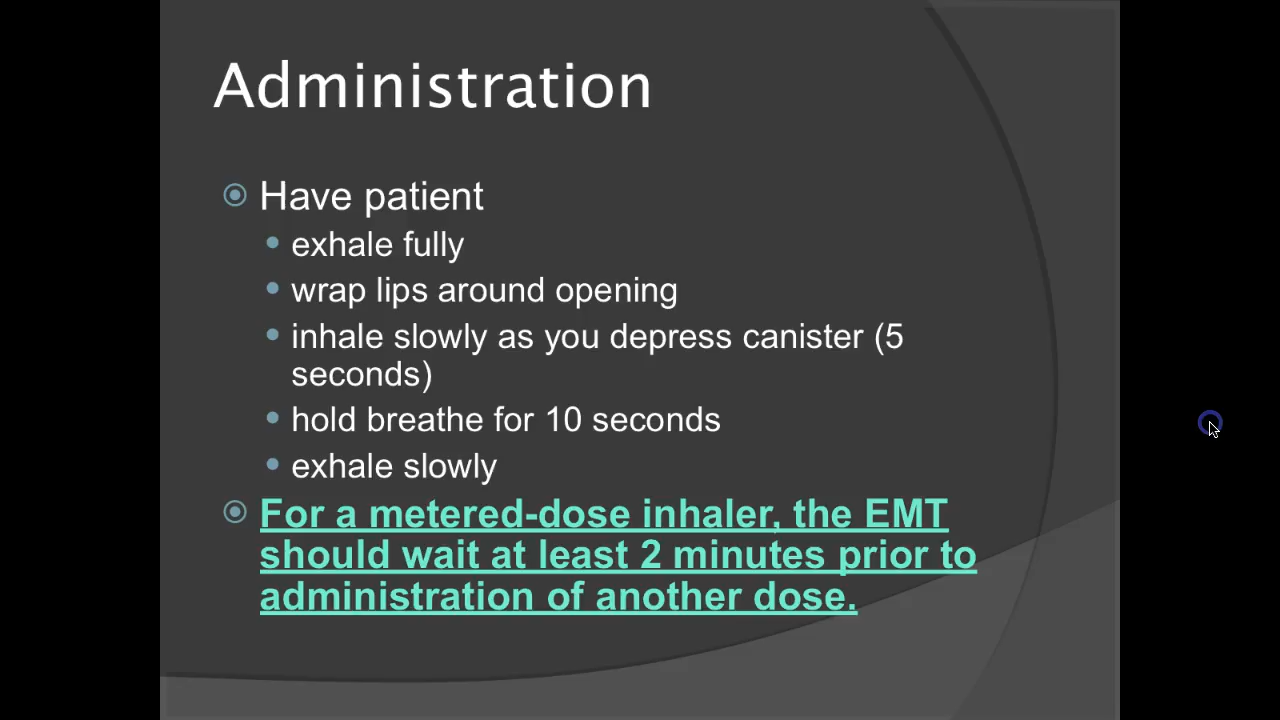 Administration
Have patient
exhale fully
wrap lips around opening
inhale slowly as you depress canister (5
seconds)
hold breathe for 10 seconds
exhale slowly
For a metered-dose inhaler, the EMT
should wait at least 2 minutes prior to
administration of another dose.